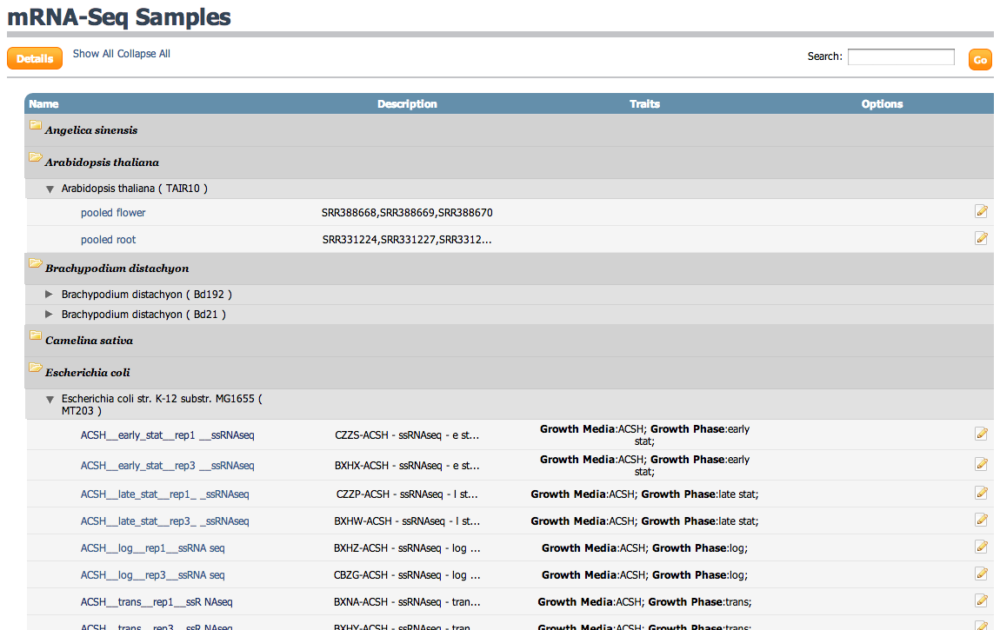 mRNA-Seq Samples
Details Show All Collapse All Search: Go
Name Description Traits Options
Angelica sinensis
Arabidopsis thaliana
Arabidopsis thaliana ( TAIR10 )
pooled flower SRR388668,SRR388669,SRR388670
pooled root SRR331224,SRR331227,SRR3312...
Brachypodium distachyon
Brachypodium distachyon ( Bd192 )
Brachypodium distachyon ( Bd21 )
Camelina sativa
Escherichia coli
Escherichia coli str. K-12 substr. MG1655 (
MT203 )
ACSH__early_stat__rep1 __ssRNAseq CZZS-ACSH - ssRNAseq - e st... Growth Media:ACSH; Growth Phase:early
stat;
ACSH__early_stat__rep3 __ssRNAseq BXHX-ACSH - ssRNAseq - e st... Growth Media:ACSH; Growth Phase:early
stat;
ACSH__late_stat__rep1_ _ssRNAseq CZZP-ACSH - ssRNAseq - l st... Growth Media:ACSH; Growth Phase:late stat;
ACSH__late_stat__rep3_ _ssRNAseq BXHW-ACSH - ssRNAseq - l st... Growth Media:ACSH; Growth Phase:late stat;
ACSH__log__rep1__ssRNA seq BXHZ-ACSH - ssRNAseq - log ... Growth Media:ACSH; Growth Phase:log;
ACSH__log__rep3__ssRNA seq CBZG-ACSH - ssRNAseq - log ... Growth Media:ACSH; Growth Phase:log;
ACSH__trans__rep1__ssR NAseq BXNA-ACSH - ssRNAseq - tran... Growth Media:ACSH; Growth Phase:trans;
ACSH__trans__rep3__ssR NAseq BXHY-ACSH - ssRNAseq - tran... Growth Media:ACSH; Growth Phase:trans;